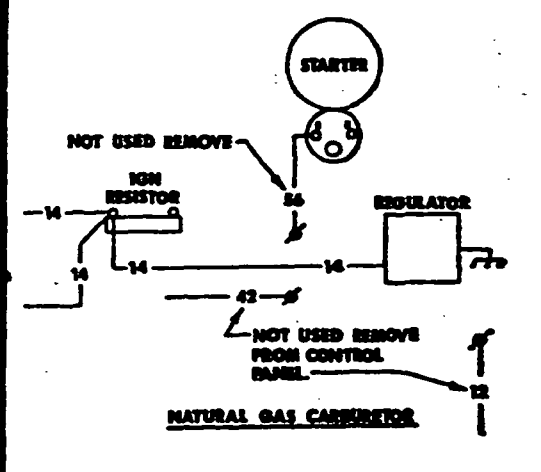 STARTER
NOT USED REMOVE
IGN
RESISTOR
56
REGULATOR
14
14
14
14
42
NOT USED REMOVE
FROM CONTROL
PANEL.
12
NATURAL GAS CARBURETOR